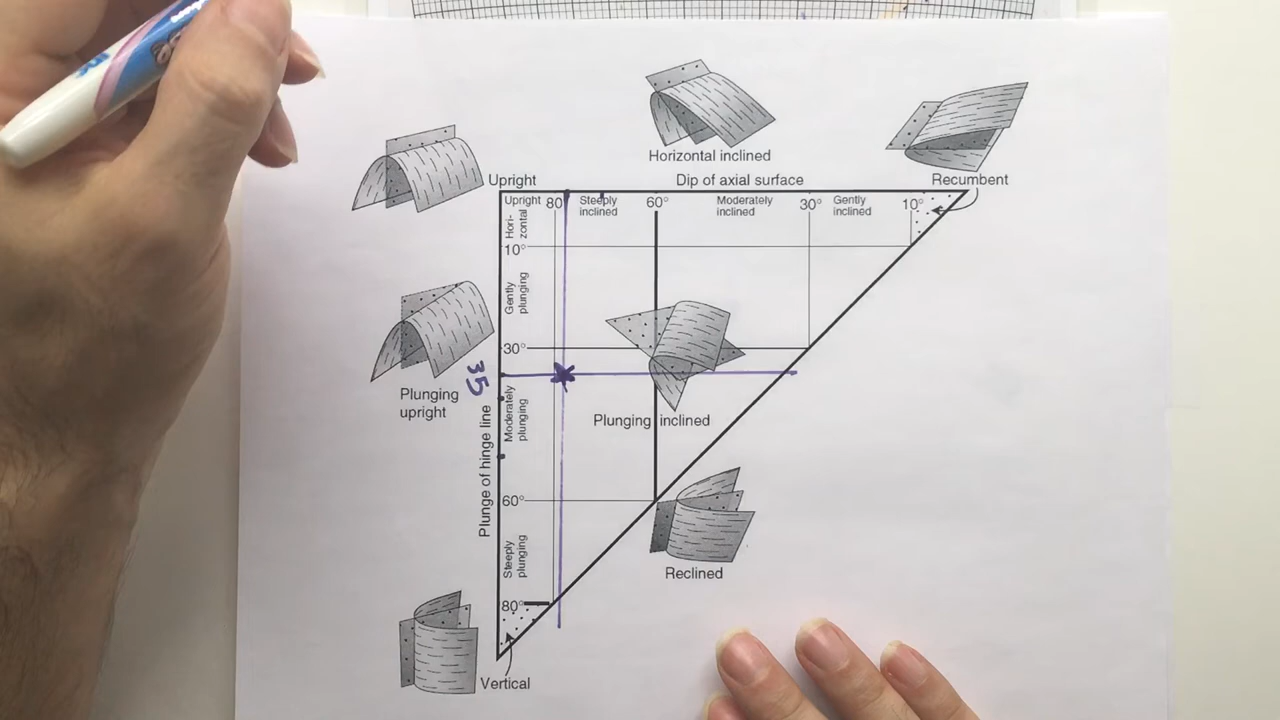 Horizontal inclined
Upright
Dip of axial surface
Recumbent
Upright
80°
Steeply
inclined
60°
Moderately
inclined
30°
Gently
inclined
10°
Hori-
zontal
10°
Gently
plunging
30°
35
Plunging
upright
Moderately
plunging
Plunging inclined
Plunge of hinge line
60°
Steeply
plunging
Reclined
80°
Vertical